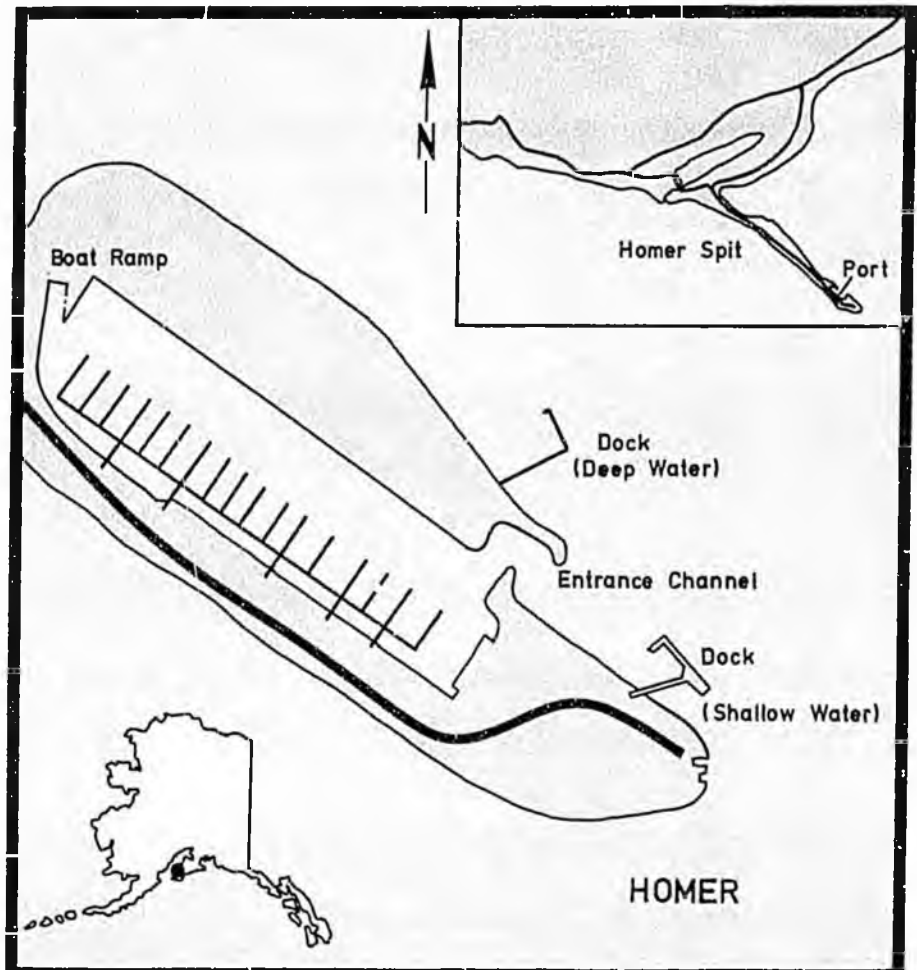 N
Homer Spit
Port
Boat Ramp
Dock
(Deep Water)
Entrance Channel
Dock
(Shallow Water)
HOMER